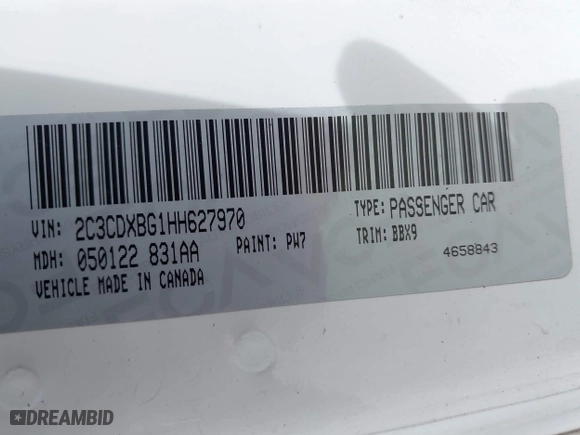 VIN: 2C3CDXBG1HH627970
TYPE: PASSENGER CAR
MDH: 050122 831AA
PAINT: PW7
TRIM: BBX9
VEHICLE MADE IN CANADA
4658843
DREAMBID